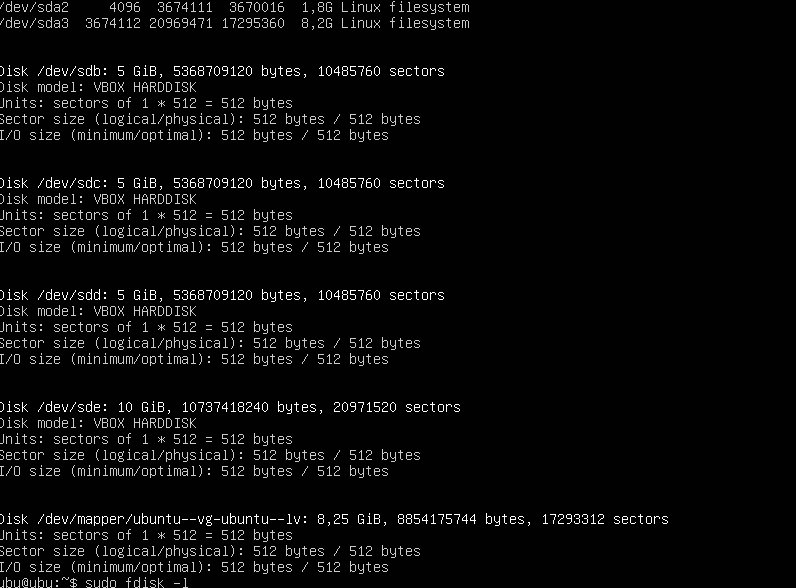 /dev/sda2     4096  3674111  3670016  1,8G Linux filesystem
/dev/sda3  3674112 20969471 17295360  8,2G Linux filesystem
Disk /dev/sdb: 5 GiB, 5368709120 bytes, 10485760 sectors
Disk model: VBOX HARDDISK
Units: sectors of 1 * 512 = 512 bytes
Sector size (logical/physical): 512 bytes / 512 bytes
I/O size (minimum/optimal): 512 bytes / 512 bytes
Disk /dev/sdc: 5 GiB, 5368709120 bytes, 10485760 sectors
Disk model: VBOX HARDDISK
Units: sectors of 1 * 512 = 512 bytes
Sector size (logical/physical): 512 bytes / 512 bytes
I/O size (minimum/optimal): 512 bytes / 512 bytes
Disk /dev/sdd: 5 GiB, 5368709120 bytes, 10485760 sectors
Disk model: VBOX HARDDISK
Units: sectors of 1 * 512 = 512 bytes
Sector size (logical/physical): 512 bytes / 512 bytes
I/O size (minimum/optimal): 512 bytes / 512 bytes
Disk /dev/sde: 10 GiB, 10737418240 bytes, 20971520 sectors
Disk model: VBOX HARDDISK
Units: sectors of 1 * 512 = 512 bytes
Sector size (logical/physical): 512 bytes / 512 bytes
I/O size (minimum/optimal): 512 bytes / 512 bytes
Disk /dev/mapper/ubuntu--vg-ubuntu--lv: 8,25 GiB, 8854175744 bytes, 17293312 sectors
Units: sectors of 1 * 512 = 512 bytes
Sector size (logical/physical): 512 bytes / 512 bytes
I/O size (minimum/optimal): 512 bytes / 512 bytes
ubu@ubu:~$ sudo fdisk -l